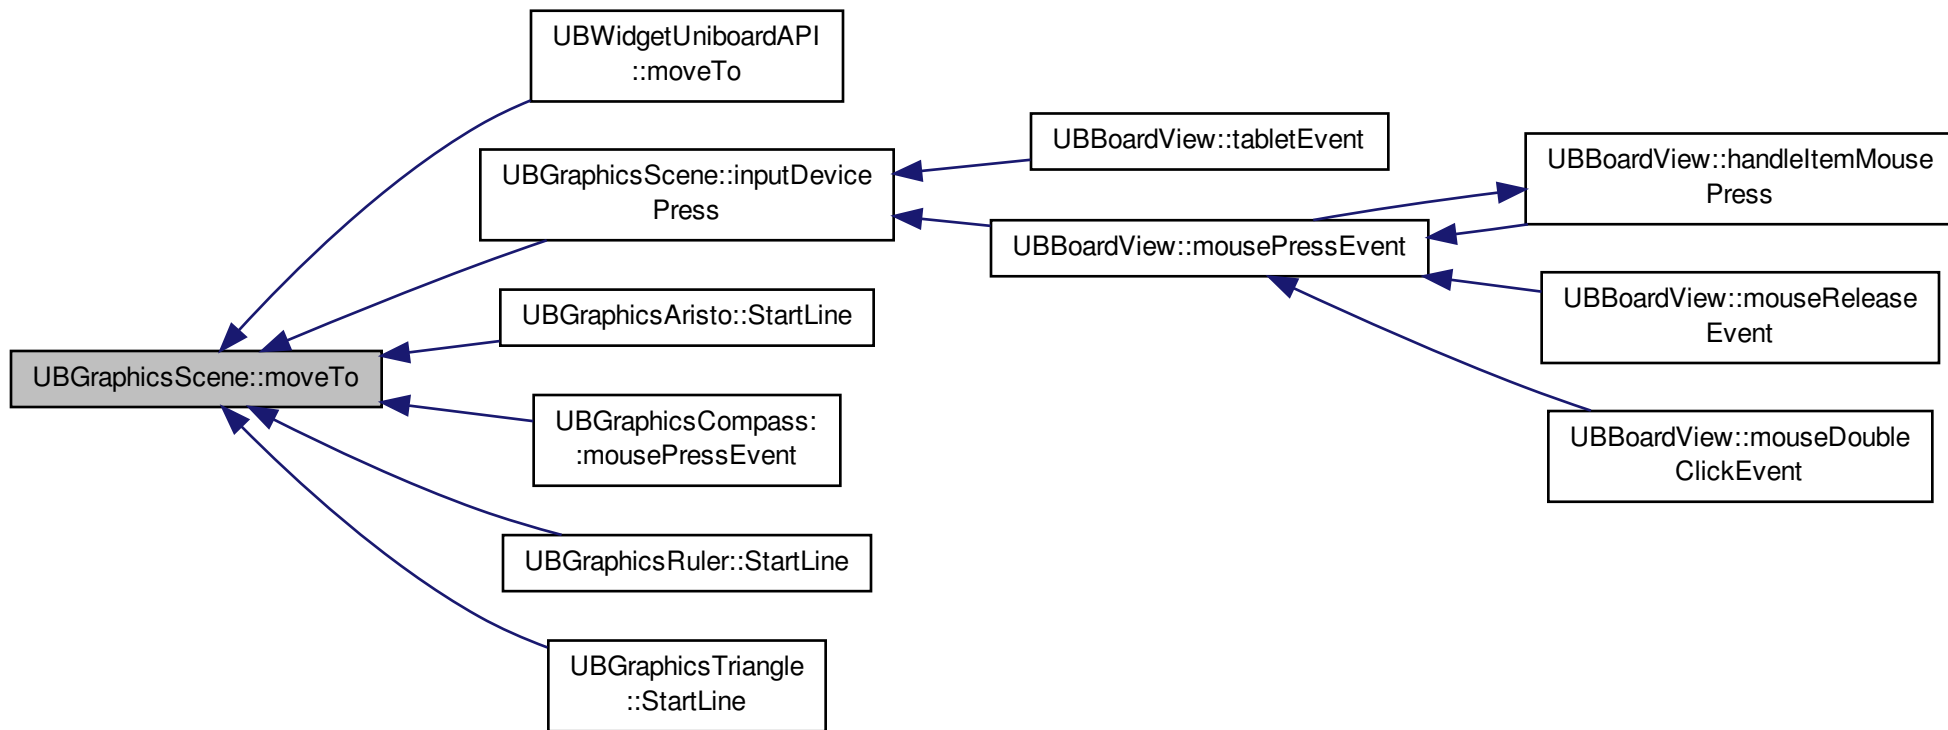 UBWidgetUniboardAPI
::moveTo
UBGraphicsScene::inputDevice
Press
UBBoardView::tabletEvent
UBBoardView::handleItemMouse
Press
UBBoardView::mousePressEvent
UBBoardView::mouseRelease
Event
UBGraphicsAristo::StartLine
UBGraphicsScene::moveTo
UBGraphicsCompass:
:mousePressEvent
UBBoardView::mouseDouble
ClickEvent
UBGraphicsRuler::StartLine
UBGraphicsTriangle
::StartLine